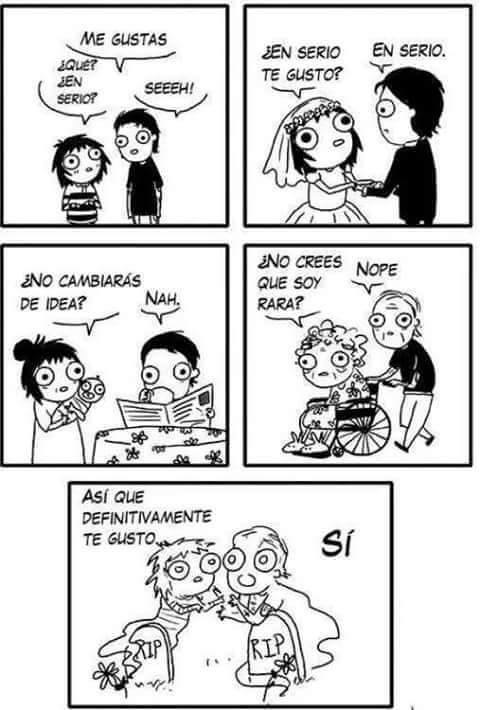 ME GUSTAS
¿QUÉ?
¿EN
SERIO?
SEEEH!
¿EN SERIO
TE GUSTO?
EN SERIO.
¿NO CAMBIARÁS
DE IDEA?
NAH.
¿NO CREES
QUE SOY
RARA?
NOPE
ASÍ QUE
DEFINITIVAMENTE
TE GUSTO
SÍ
RIP
RIP